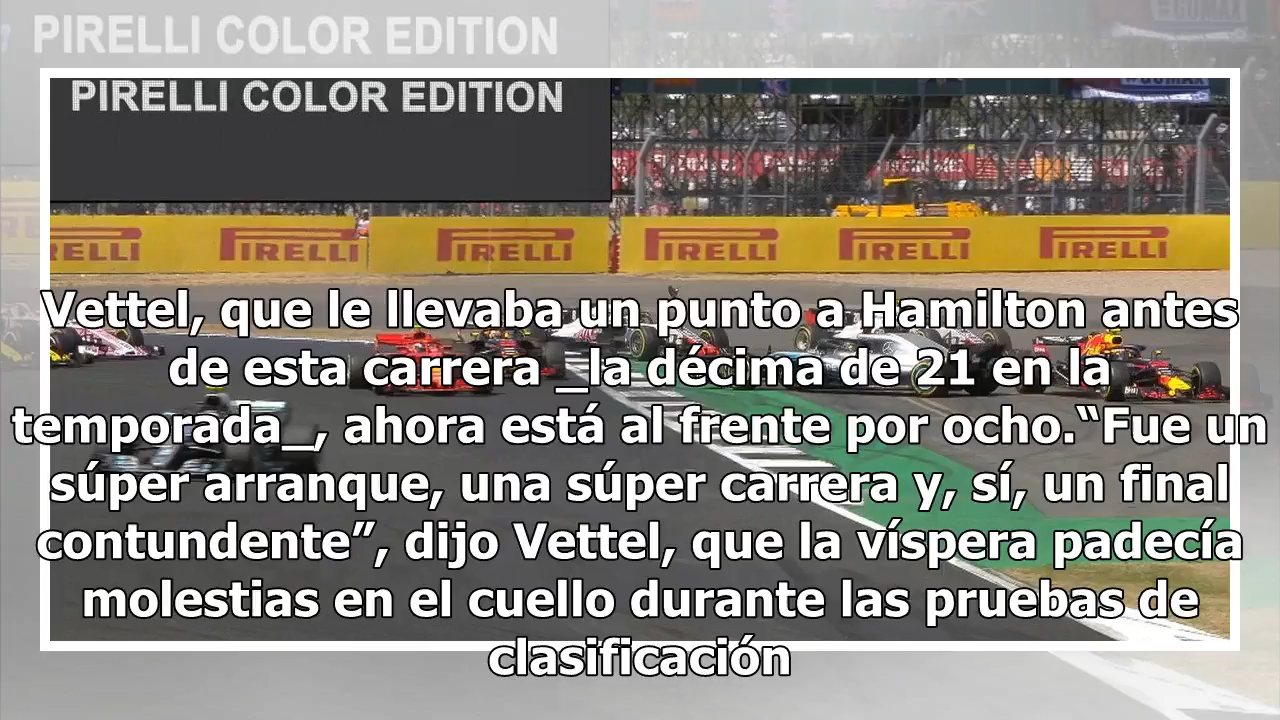 PIRELLI COLOR EDITION
PIRELLI COLOR EDITION
PIRELLI PIRELLI PIRELLI PIRELLI PIRELLI PIRELLI
Vettel, que le llevaba un punto a Hamilton antes
de esta carrera _la décima de 21 en la
temporada_, ahora está al frente por ocho.“Fue un
súper arranque, una súper carrera y, sí, un final
contundente”, dijo Vettel, que la víspera padecía
molestias en el cuello durante las pruebas de
clasificación